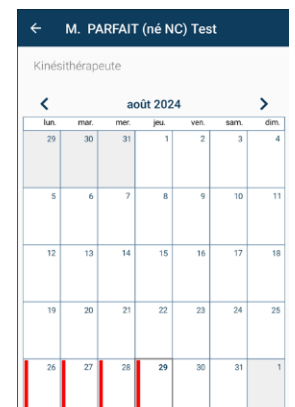 ← M. PARFAIT (né NC) Test
Kinésithérapeute
août 2024
lun. mar. mer. jeu. ven. sam. dim.
29 30 31 1 2 3 4
5 6 7 8 9 10 11
12 13 14 15 16 17 18
19 20 21 22 23 24 25
26 27 28 29 30 31 1